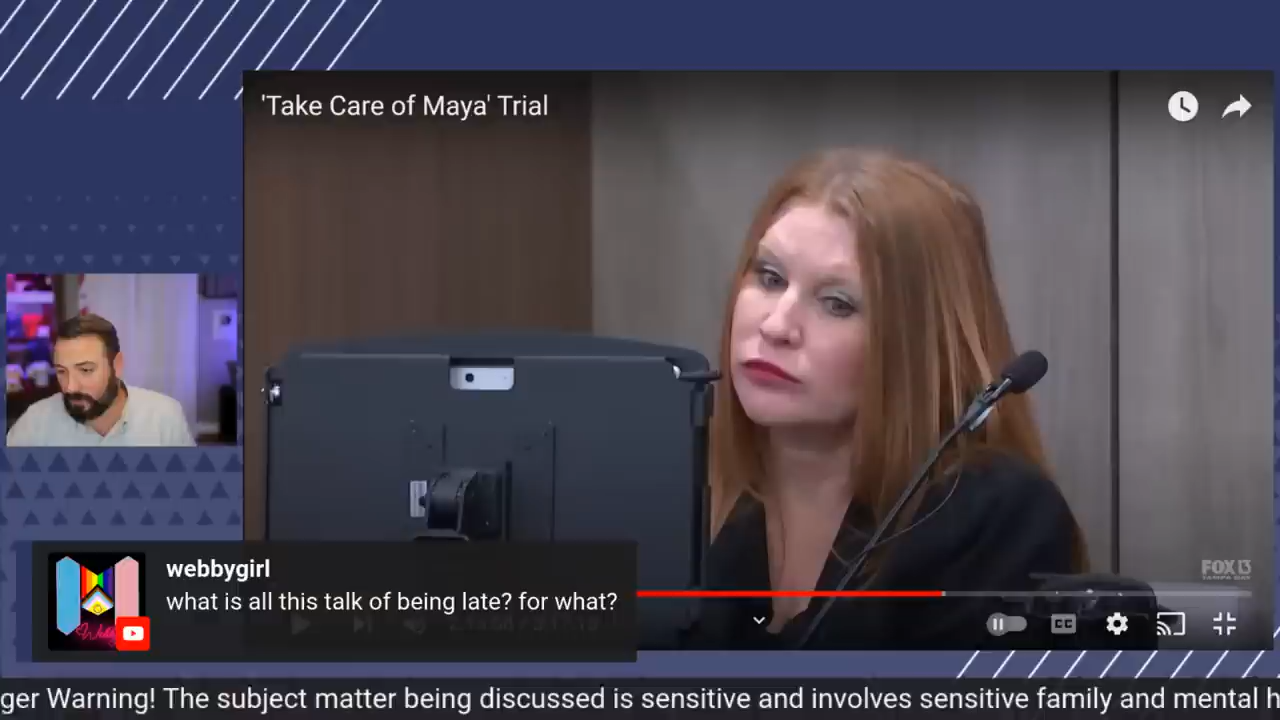 'Take Care of Maya' Trial
FOX 13
TAMPA BAY
webbygirl
what is all this talk of being late? for what?
CC
ger Warning! The subject matter being discussed is sensitive and involves sensitive family and mental h